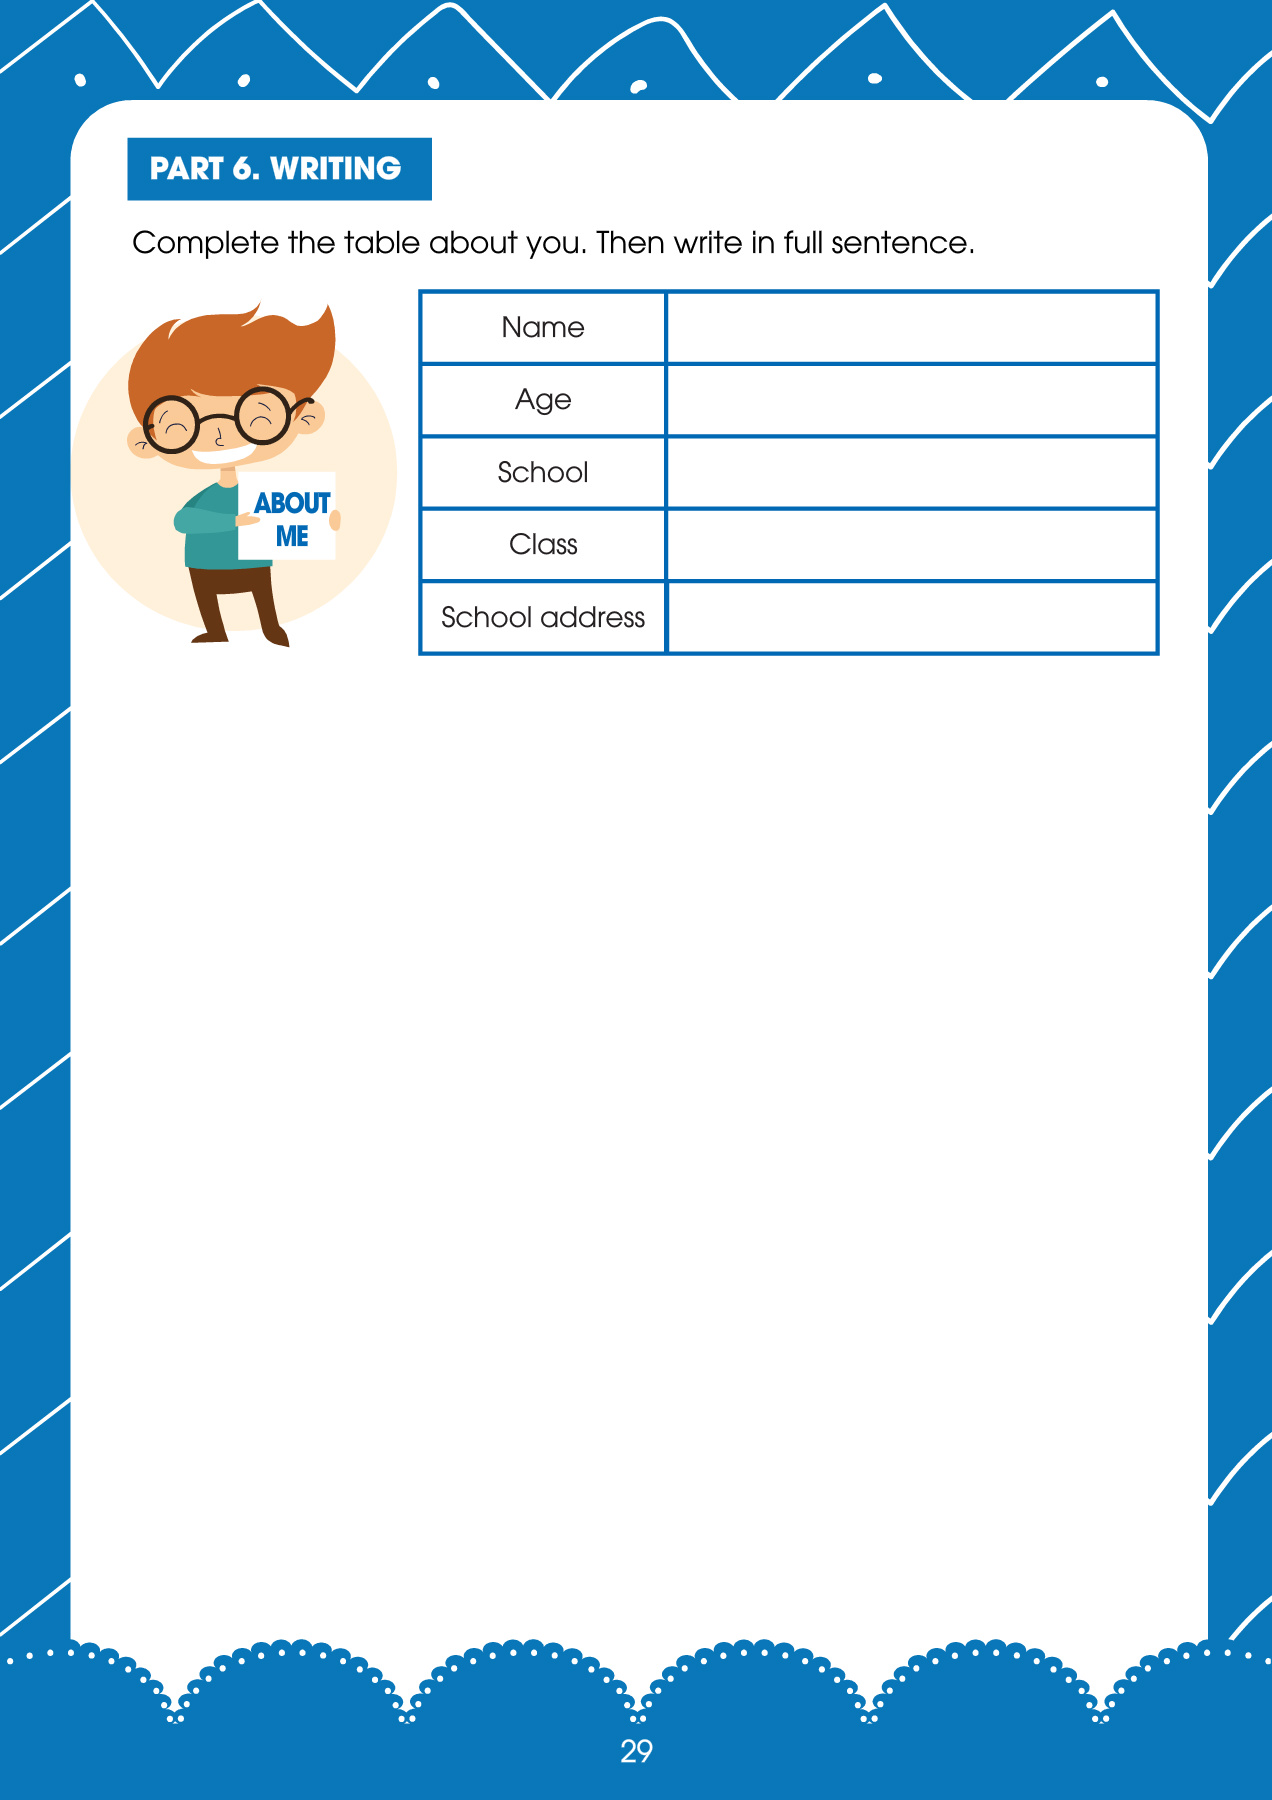 PART 6. WRITING
Complete the table about you. Then write in full sentence.
ABOUT
ME
Name
Age
School
Class
School address
29